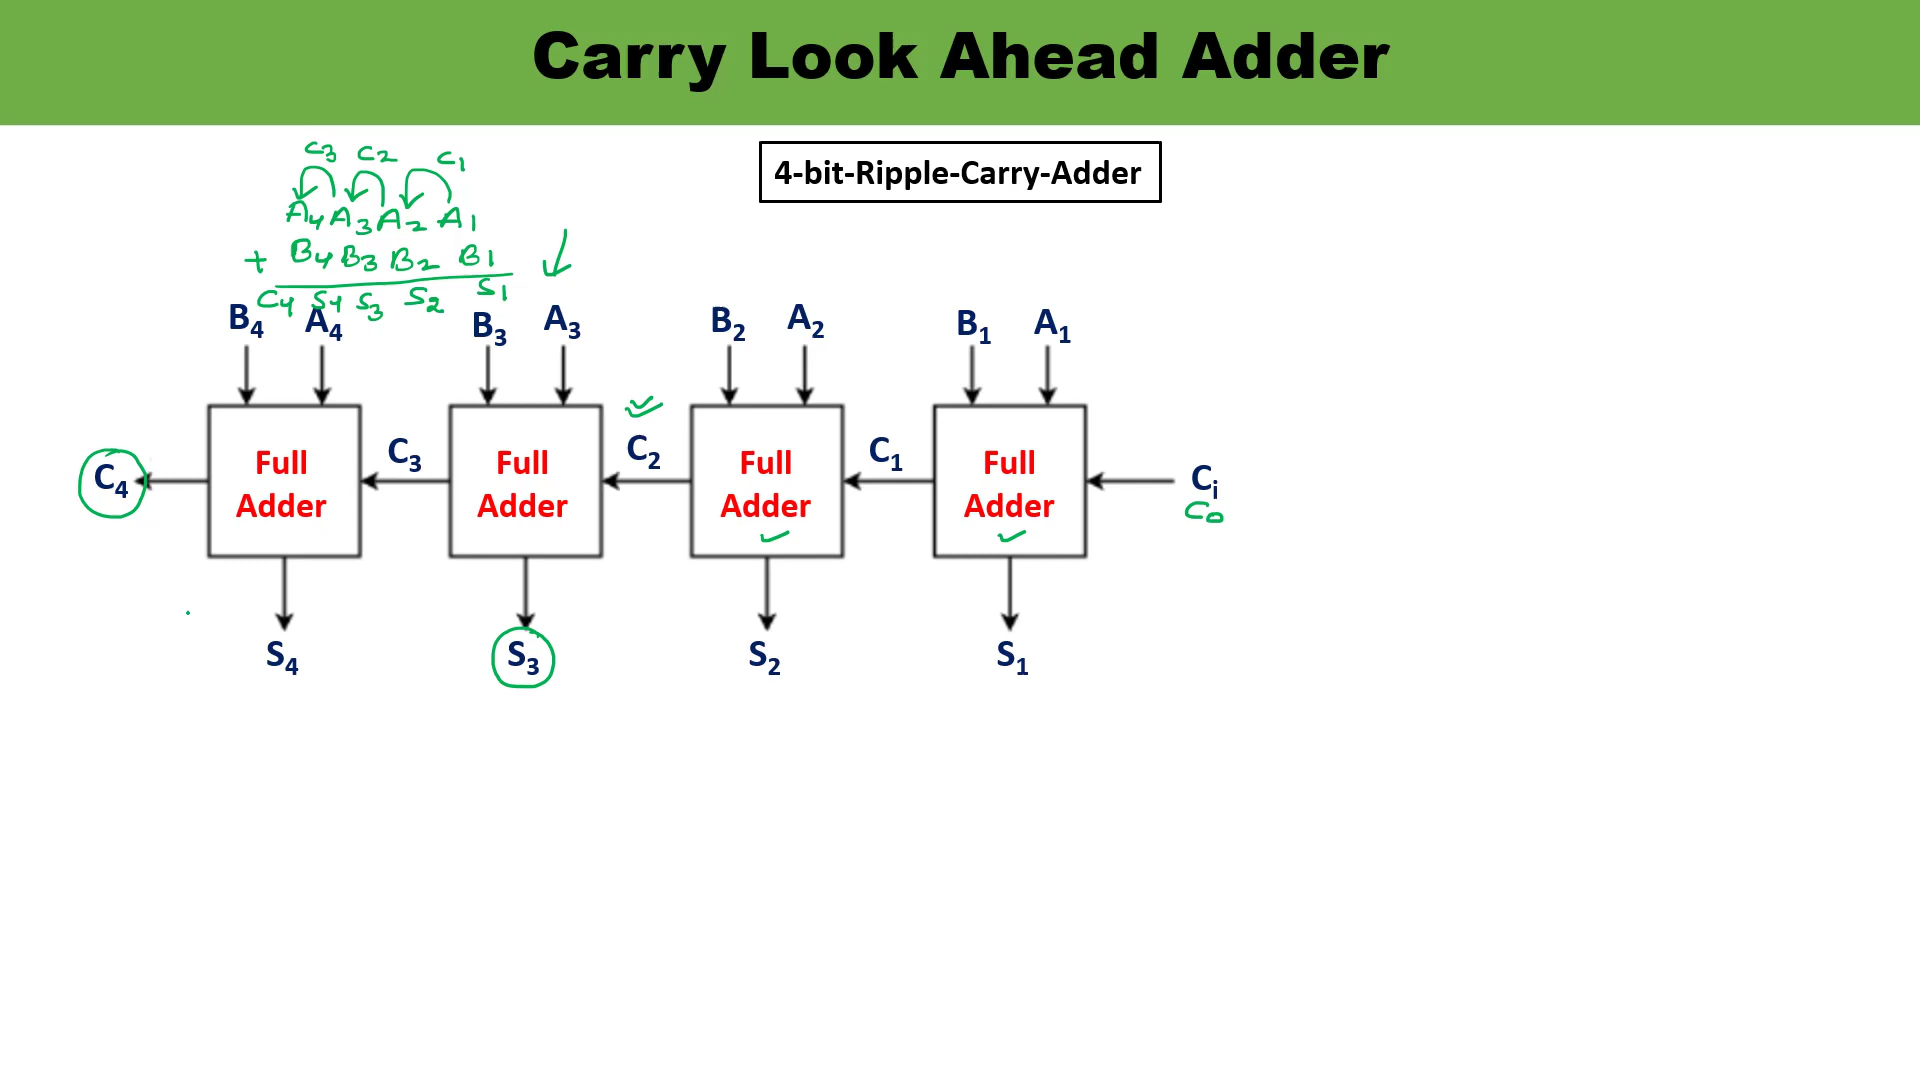 Carry Look Ahead Adder
4-bit-Ripple-Carry-Adder
C3 C2 C1
A4 A3 A2 A1
+ B4 B3 B2 B1
C4 S4 S3 S2 S1
B4 A4 B3 A3 B2 A2 B1 A1
C4 Full Adder C3 Full Adder C2 Full Adder C1 Full Adder Ci
C0
S4 S3 S2 S1